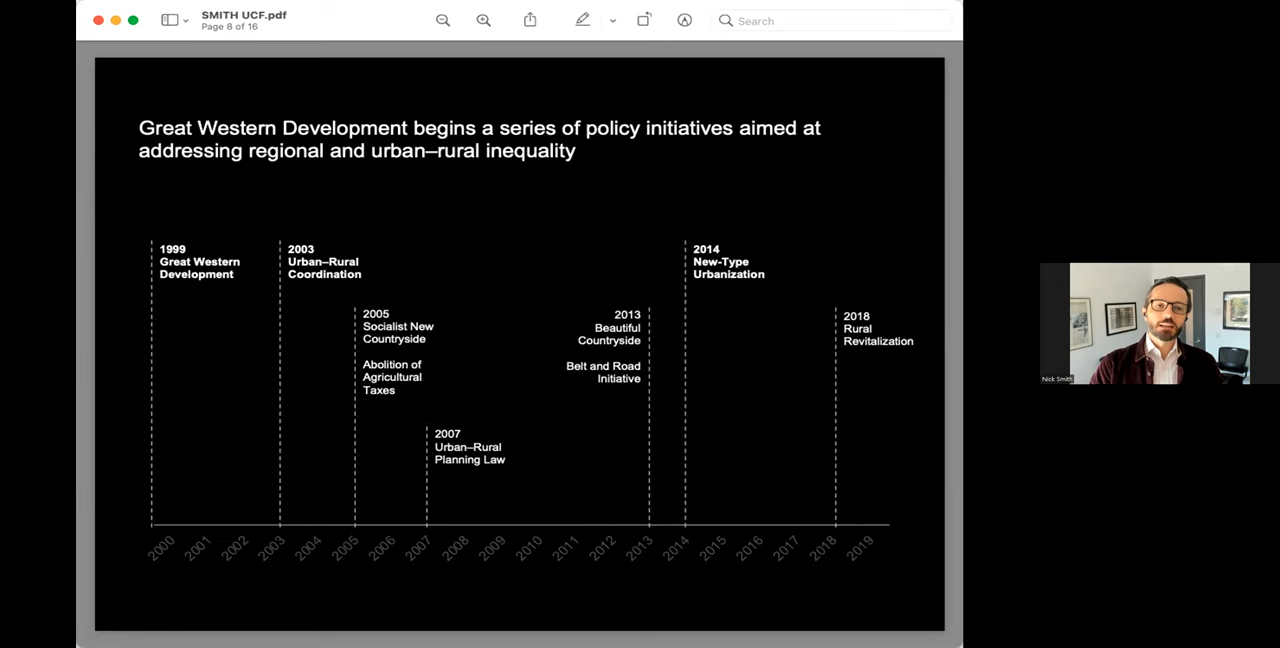 SMITH UCF.pdf
Page 8 of 16
Search
Great Western Development begins a series of policy initiatives aimed at
addressing regional and urban–rural inequality
1999
Great Western
Development
2003
Urban–Rural
Coordination
2005
Socialist New
Countryside
Abolition of
Agricultural
Taxes
2007
Urban–Rural
Planning Law
2013
Beautiful
Countryside
Belt and Road
Initiative
2014
New-Type
Urbanization
2018
Rural
Revitalization
2000 2001 2002 2003 2004 2005 2006 2007 2008 2009 2010 2011 2012 2013 2014 2015 2016 2017 2018 2019
Nick Smith